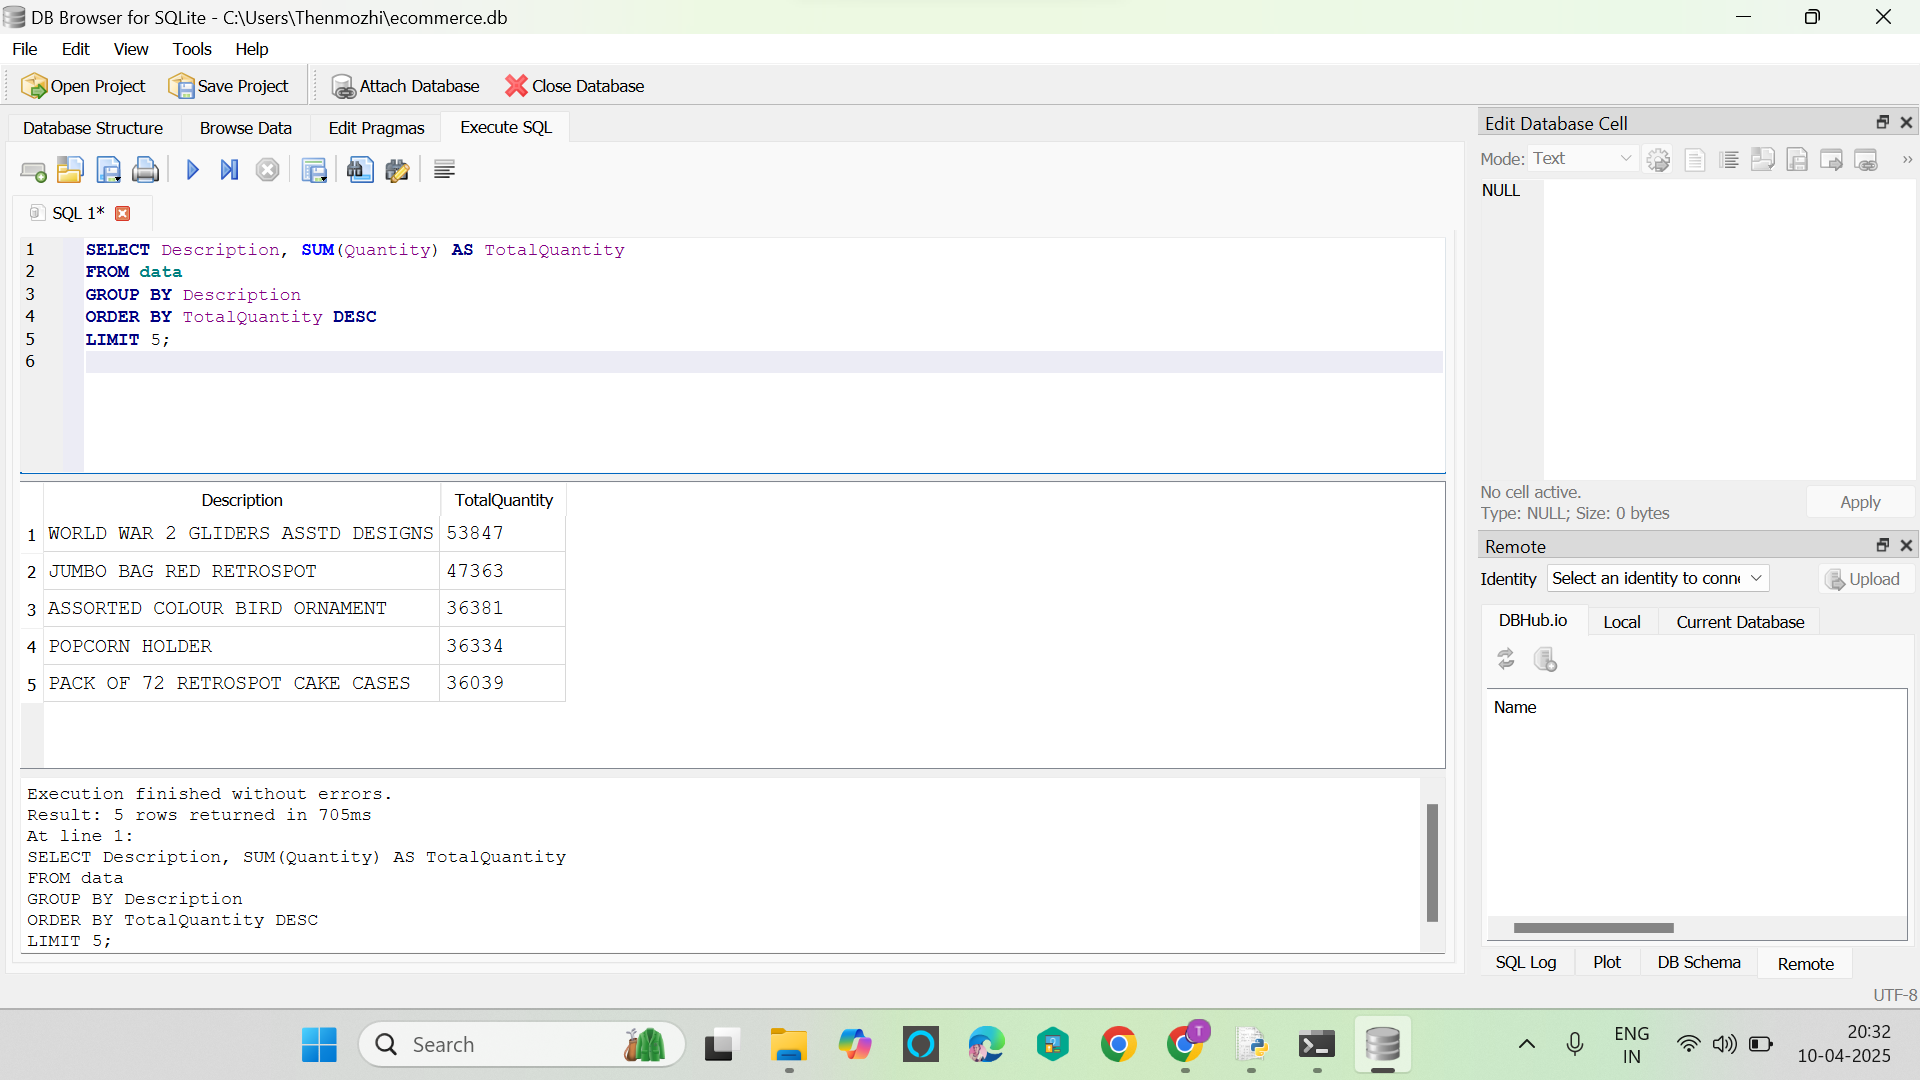 DB Browser for SQLite - C:\Users\Thenmozhi\ecommerce.db
File Edit View Tools Help
Open Project Save Project Attach Database Close Database
Database Structure Browse Data Edit Pragmas Execute SQL
SQL 1*
1 SELECT Description, SUM(Quantity) AS TotalQuantity
2 FROM data
3 GROUP BY Description
4 ORDER BY TotalQuantity DESC
5 LIMIT 5;
6
Description TotalQuantity
1 WORLD WAR 2 GLIDERS ASSTD DESIGNS 53847
2 JUMBO BAG RED RETROSPOT 47363
3 ASSORTED COLOUR BIRD ORNAMENT 36381
4 POPCORN HOLDER 36334
5 PACK OF 72 RETROSPOT CAKE CASES 36039
Execution finished without errors.
Result: 5 rows returned in 705ms
At line 1:
SELECT Description, SUM(Quantity) AS TotalQuantity
FROM data
GROUP BY Description
ORDER BY TotalQuantity DESC
LIMIT 5;
Edit Database Cell
Mode: Text
NULL
No cell active.
Type: NULL; Size: 0 bytes
Apply
Remote
Identity Select an identity to conne Upload
DBHub.io Local Current Database
Name
SQL Log Plot DB Schema Remote
UTF-8
Search
T
ENG
IN
20:32
10-04-2025